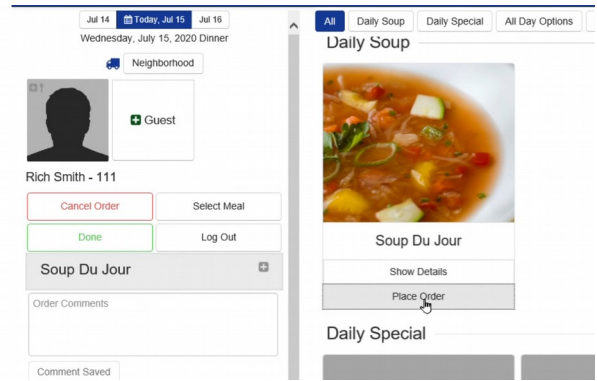 Jul 14 Today, Jul 15 Jul 16
Wednesday, July 15, 2020 Dinner
Neighborhood
Guest
Rich Smith - 111
Cancel Order Select Meal
Done Log Out
Soup Du Jour
Order Comments
Comment Saved
All Daily Soup Daily Special All Day Options
Daily Soup
Soup Du Jour
Show Details
Place Order
Daily Special